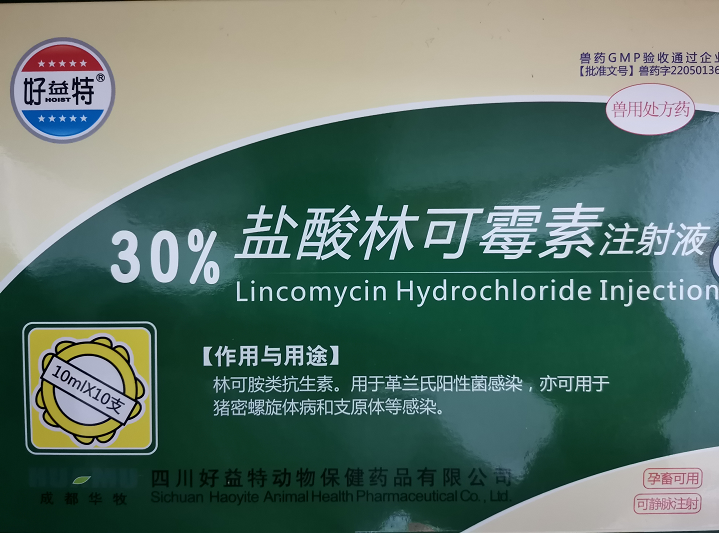 好益特®
HOIST
兽药GMP验收通过企业
【批准文号】兽药字22050136
兽用处方药
30% 盐酸林可霉素注射液
Lincomycin Hydrochloride Injection
【作用与用途】
林可胺类抗生素。用于革兰氏阳性菌感染，亦可用于
猪密螺旋体病和支原体等感染。
10mlX10支
成都华牧
四川好益特动物保健药品有限公司
Sichuan Haoyite Animal Health Pharmaceutical Co., Ltd.
孕畜可用
可静脉注射